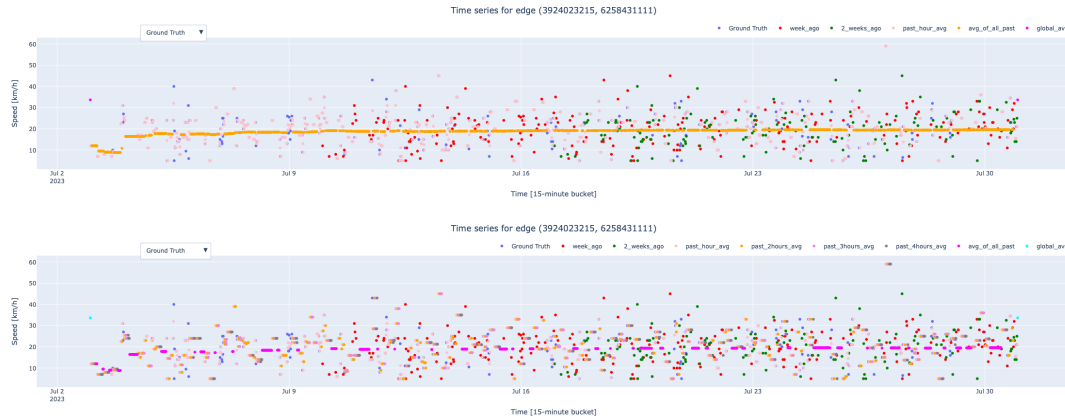 Time series for edge (3924023215, 6258431111)
Ground Truth ▼
Ground Truth week_ago 2_weeks_ago past_hour_avg avg_of_all_past global_av
60
50
40
30
20
10
Speed [km/h]
Jul 2 Jul 9 Jul 16 Jul 23 Jul 30
2023
Time [15-minute bucket]
Time series for edge (3924023215, 6258431111)
Ground Truth ▼
Ground Truth week_ago 2_weeks_ago past_hour_avg past_2hours_avg past_3hours_avg past_4hours_avg avg_of_all_past global_av
60
50
40
30
20
10
Speed [km/h]
Jul 2 Jul 9 Jul 16 Jul 23 Jul 30
2023
Time [15-minute bucket]